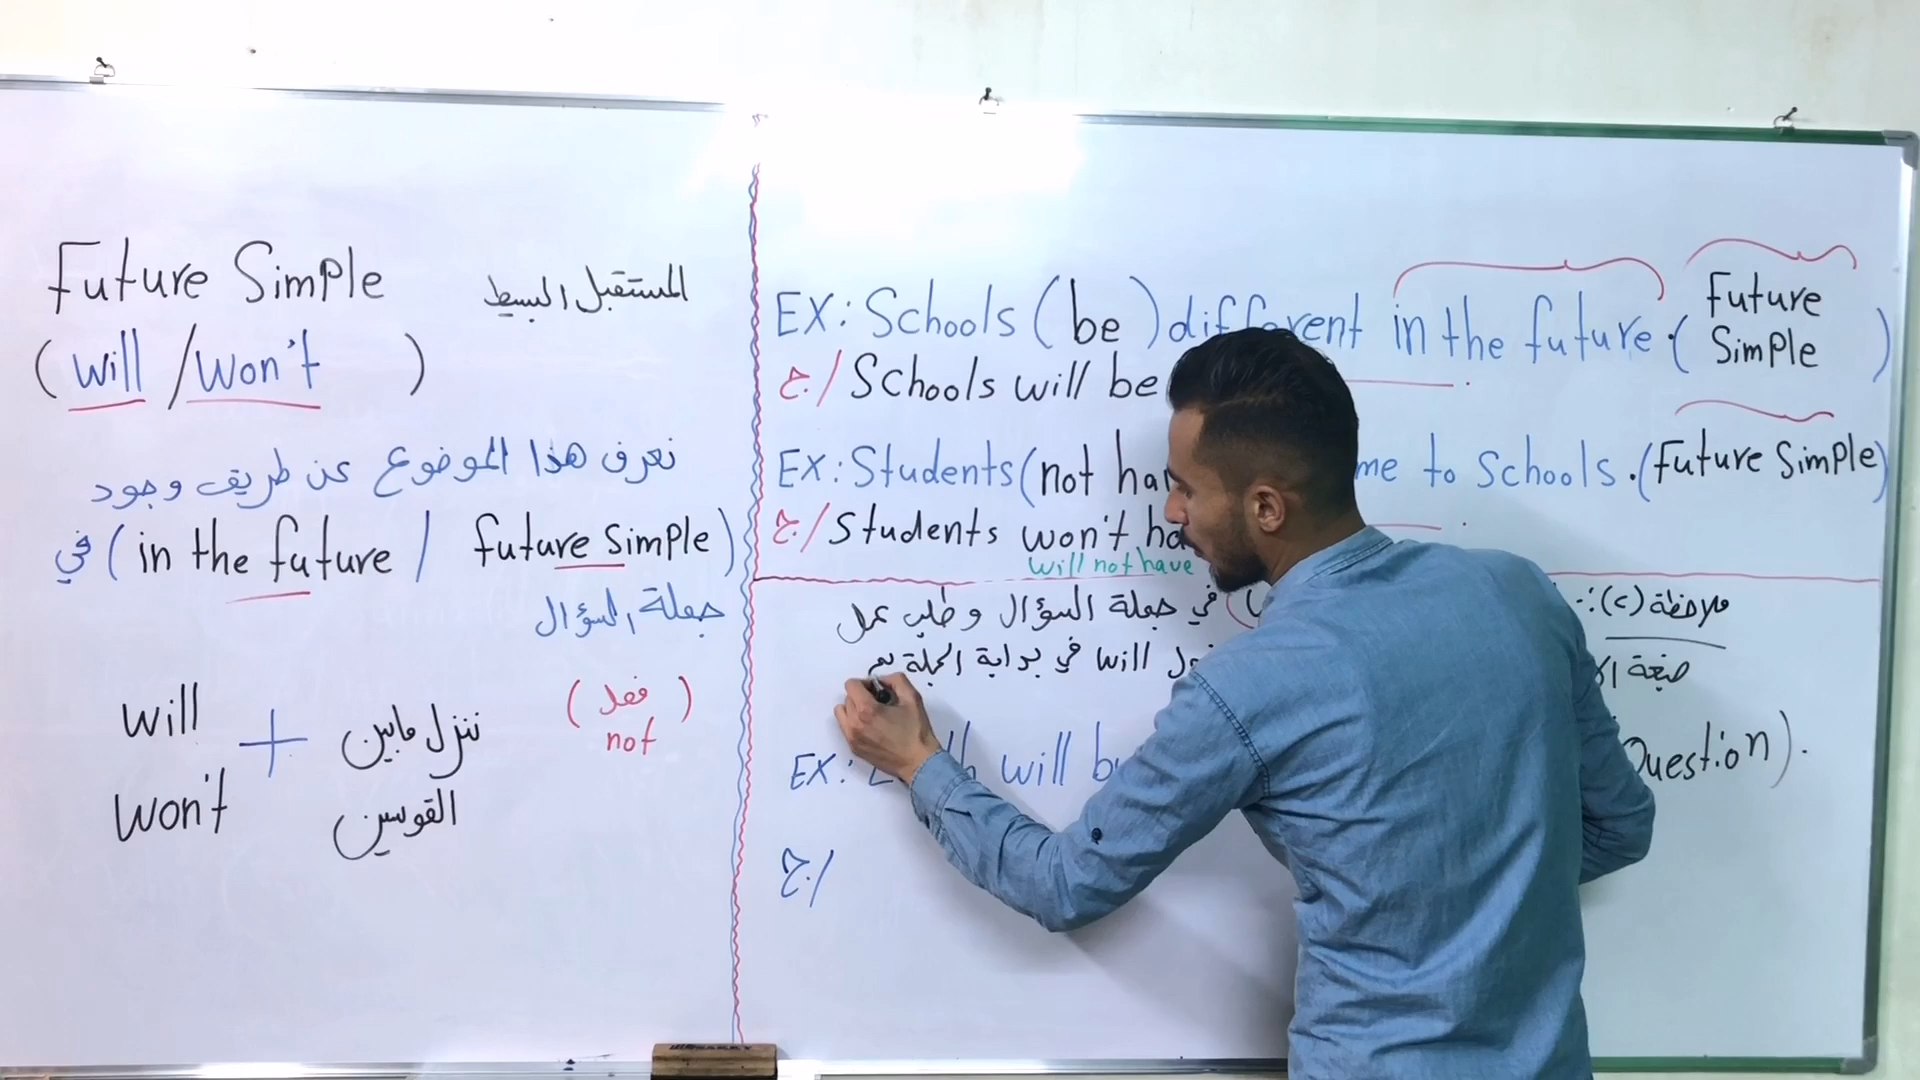 Future Simple المستقبل البسيط
(will / won't )
نعرف هذا الموضوع عن طريق وجود
(in the future / future simple) في
جملة السؤال
will
won't
+
ننزل مابين
القوسين
(فعل)
not
EX: Schools (be) different in the future. (Future Simple)
ج/ Schools will be
EX: Students (not ha me to schools. (Future Simple)
ج/ Students won't ha
will not have
ملاحظة (٢):-
في جملة السؤال وطلب عمل
صيغة
will في بداية الجملة
EX: will Question).
ج/